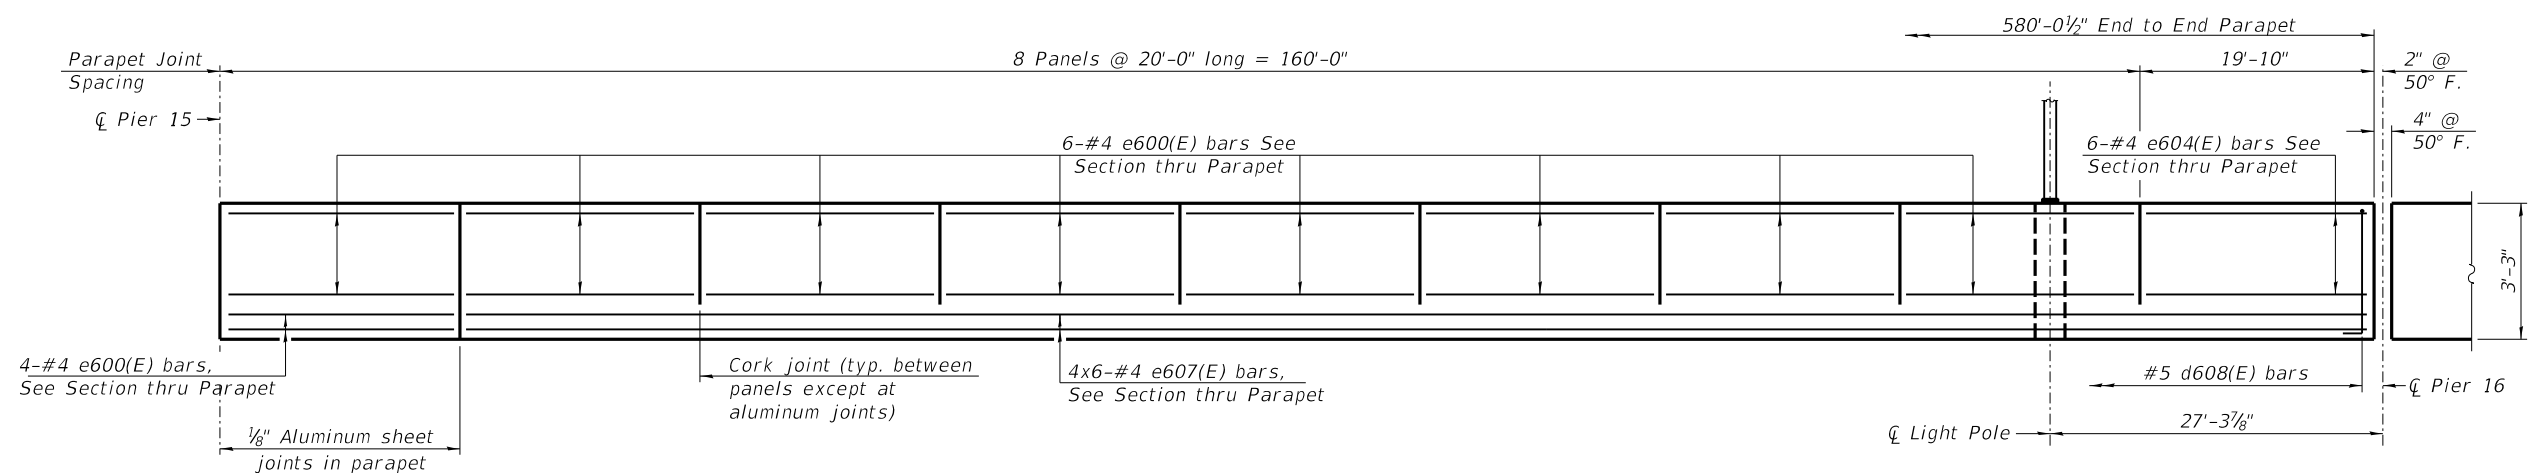 580'-0½" End to End Parapet
Parapet Joint
Spacing
8 Panels @ 20'-0" long = 160'-0"
19'-10"
2" @
50° F.
℄ Pier 15
4" @
50° F.
6-#4 e600(E) bars See
Section thru Parapet
6-#4 e604(E) bars See
Section thru Parapet
3'-3"
4-#4 e600(E) bars,
See Section thru Parapet
Cork joint (typ. between
panels except at
aluminum joints)
4x6-#4 e607(E) bars,
See Section thru Parapet
#5 d608(E) bars
℄ Pier 16
⅛" Aluminum sheet
joints in parapet
℄ Light Pole
27'-3⅞"